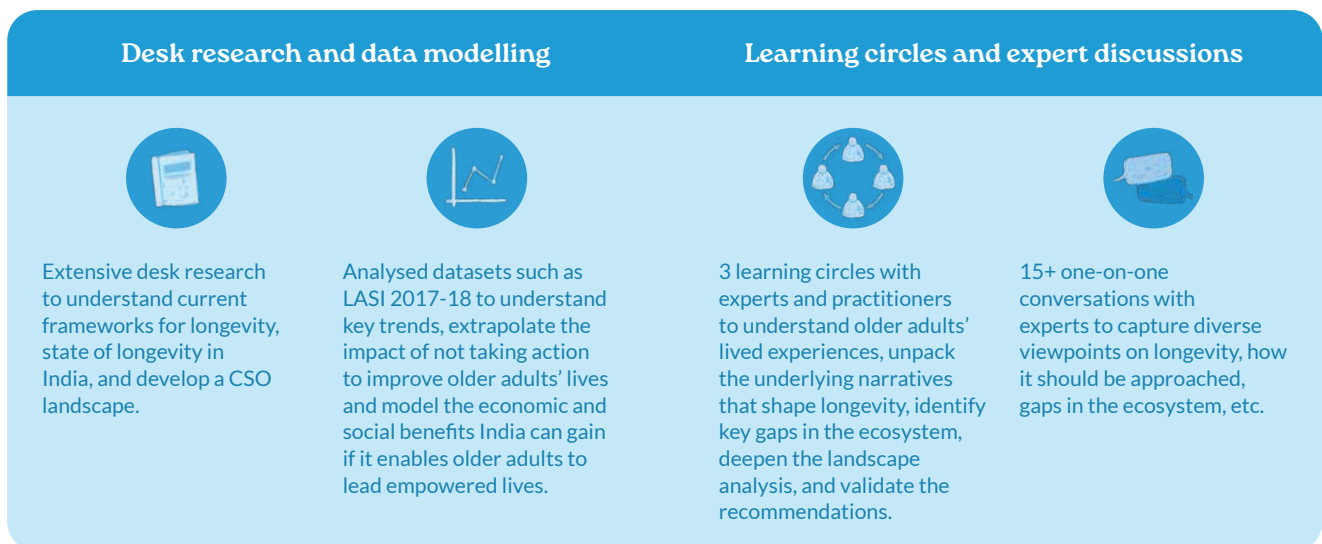 Desk research and data modelling
Extensive desk research
to understand current
frameworks for longevity,
state of longevity in
India, and develop a CSO
landscape.
Analysed datasets such as
LASI 2017-18 to understand
key trends, extrapolate the
impact of not taking action
to improve older adults’ lives
and model the economic and
social benefits India can gain
if it enables older adults to
lead empowered lives.
Learning circles and expert discussions
3 learning circles with
experts and practitioners
to understand older adults’
lived experiences, unpack
the underlying narratives
that shape longevity, identify
key gaps in the ecosystem,
deepen the landscape
analysis, and validate the
recommendations.
15+ one-on-one
conversations with
experts to capture diverse
viewpoints on longevity, how
it should be approached,
gaps in the ecosystem, etc.